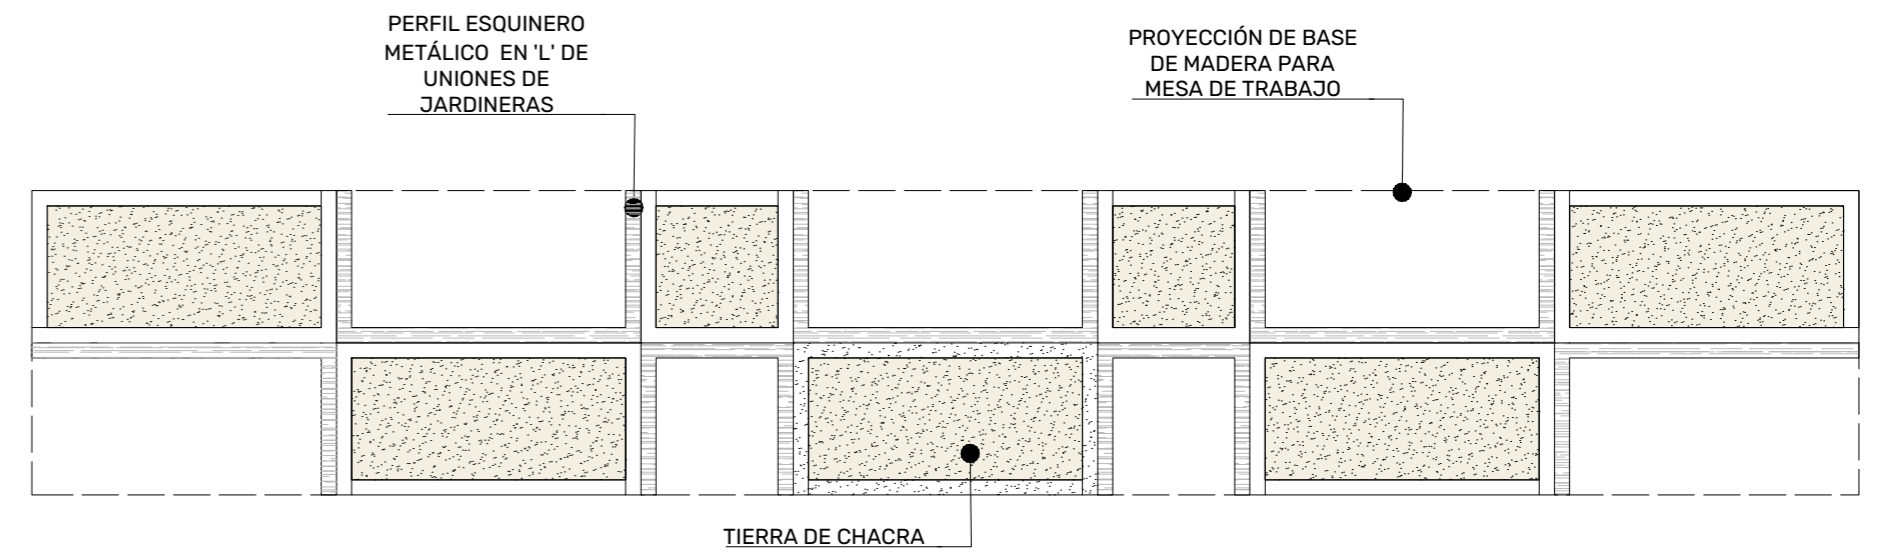 PERFIL ESQUINERO
METÁLICO EN 'L' DE
UNIONES DE
JARDINERAS
PROYECCIÓN DE BASE
DE MADERA PARA
MESA DE TRABAJO
TIERRA DE CHACRA